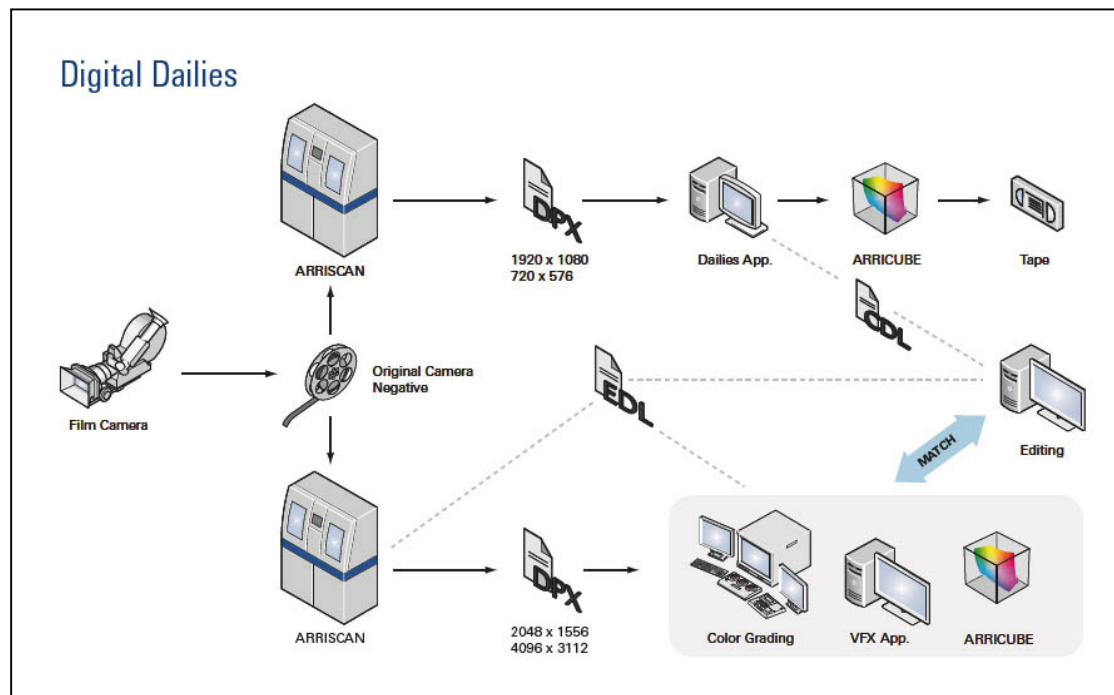 Digital Dailies
DPX
1920 x 1080
720 x 576
ARRISCAN
Dailies App.
ARRICUBE
Tape
CDL
Film Camera
Original Camera
Negative
EDL
MATCH
Editing
ARRISCAN
DPX
2048 x 1556
4096 x 3112
Color Grading
VFX App.
ARRICUBE